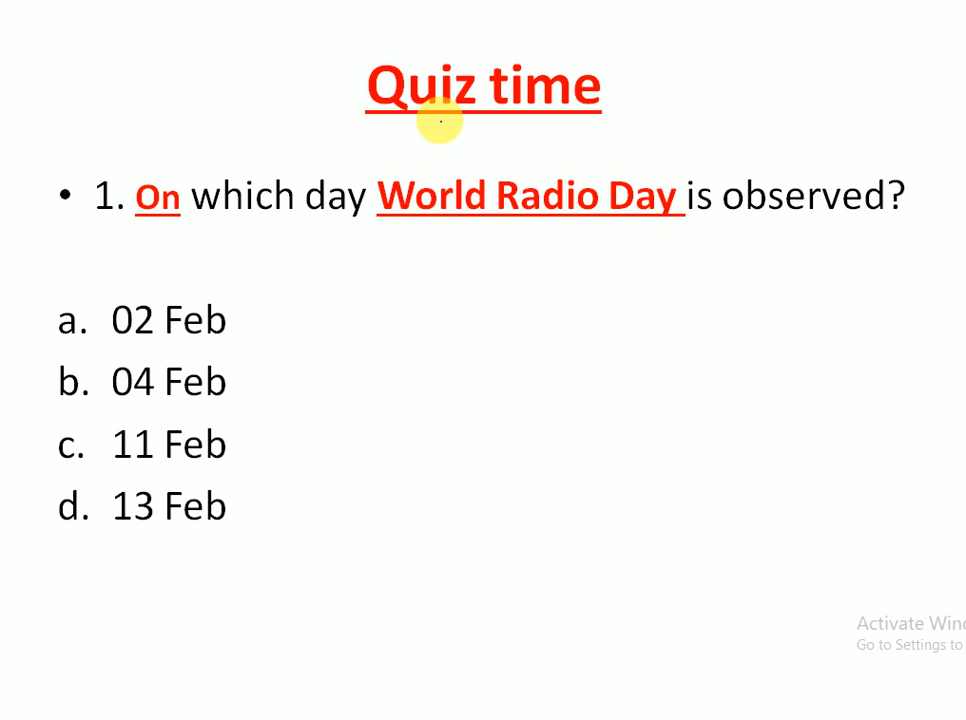 Quiz time
• 1. On which day World Radio Day is observed?
a. 02 Feb
b. 04 Feb
c. 11 Feb
d. 13 Feb
Activate Win
Go to Settings to